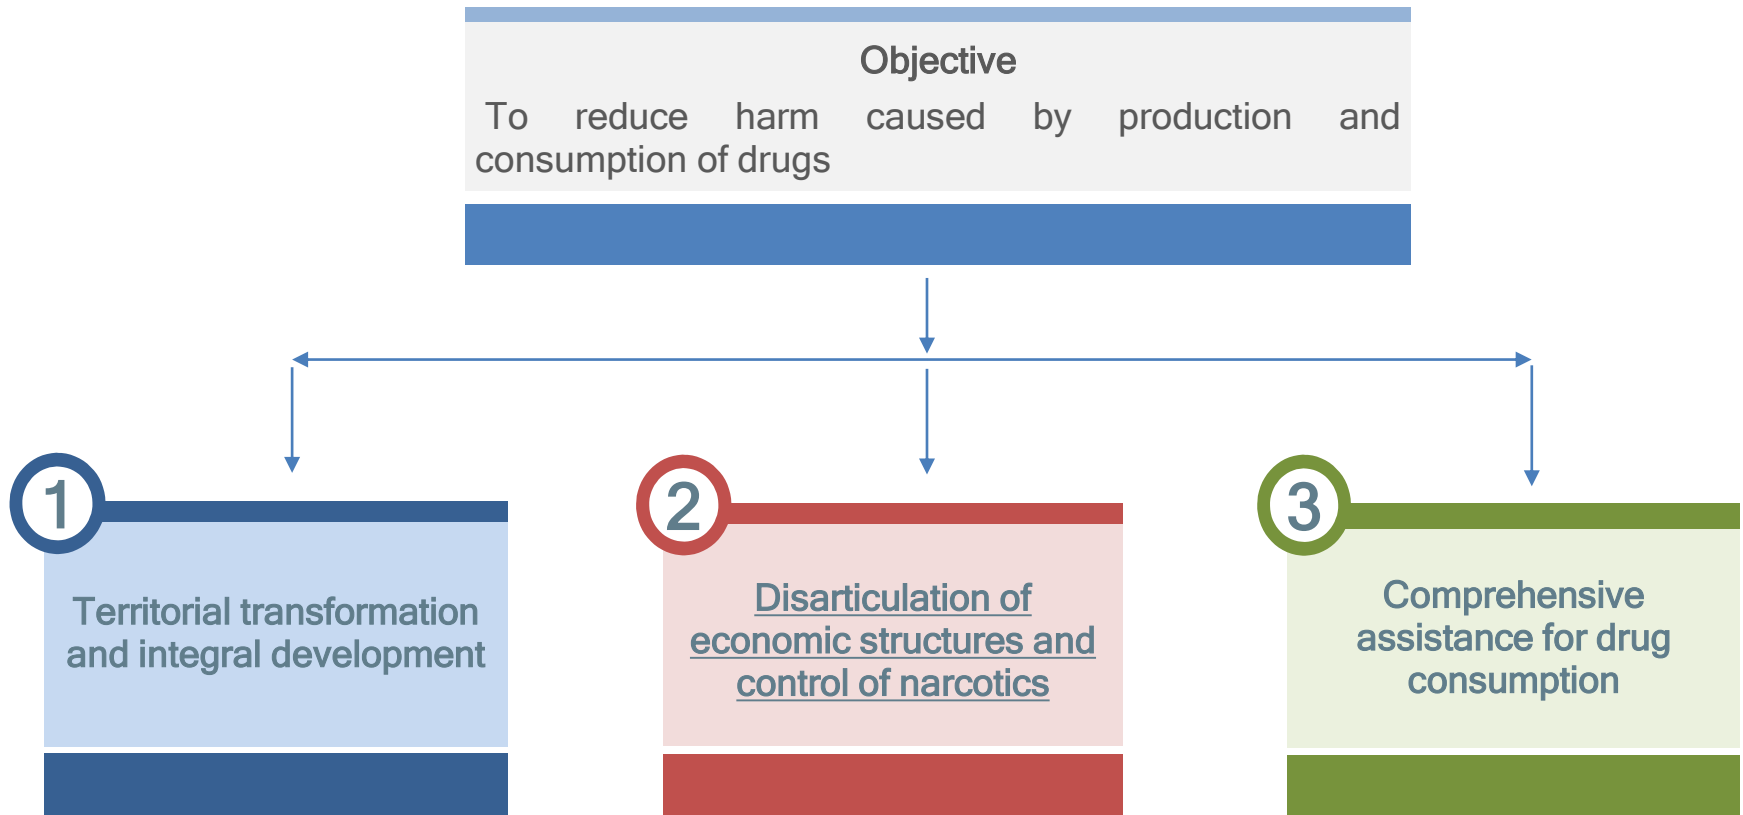 Objective
To reduce harm caused by production and
consumption of drugs
1
Territorial transformation
and integral development
2
Disarticulation of
economic structures and
control of narcotics
3
Comprehensive
assistance for drug
consumption